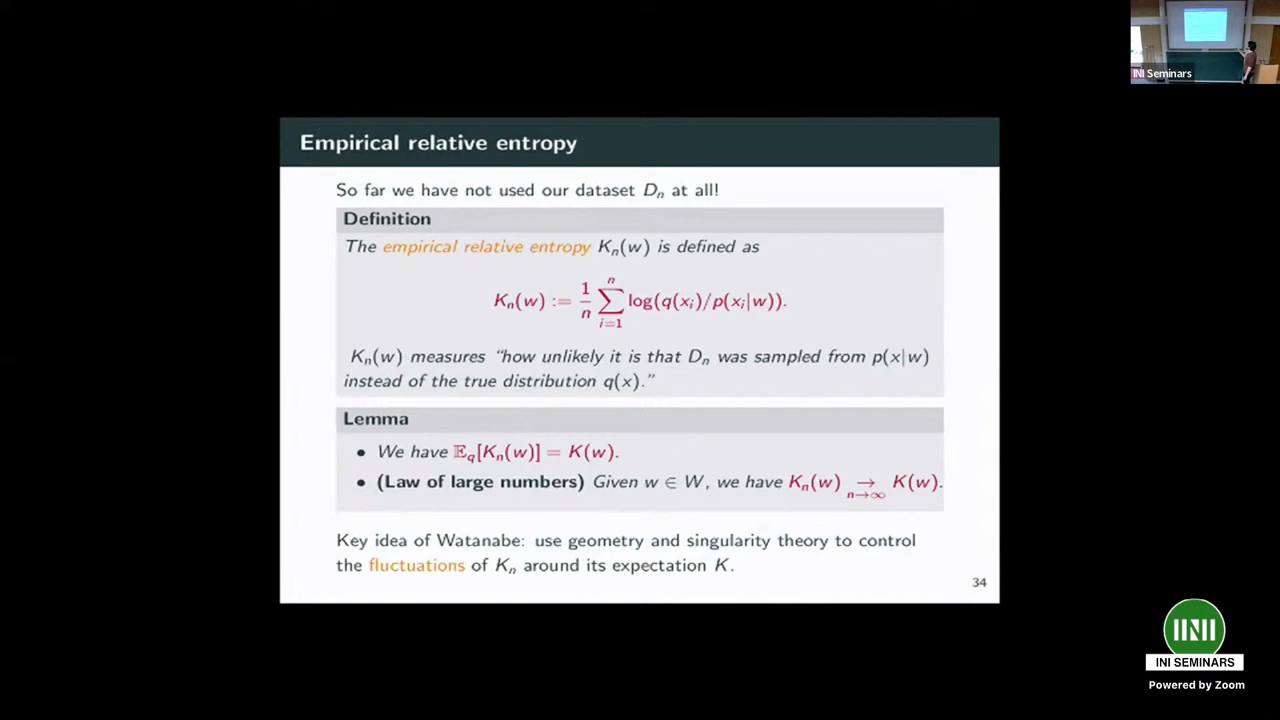 INI Seminars
Empirical relative entropy
So far we have not used our dataset Dₙ at all!
Definition
The empirical relative entropy Kₙ(w) is defined as
Kₙ(w) := 1/n ∑ⁿᵢ₌₁ log(q(xᵢ)/p(xᵢ|w)).
Kₙ(w) measures “how unlikely it is that Dₙ was sampled from p(x|w)
instead of the true distribution q(x).”
Lemma
• We have 𝔼_q[Kₙ(w)] = K(w).
• (Law of large numbers) Given w ∈ W, we have Kₙ(w) →ₙ→∞ K(w).
Key idea of Watanabe: use geometry and singularity theory to control
the fluctuations of Kₙ around its expectation K.
34
INI
INI SEMINARS
Powered by Zoom